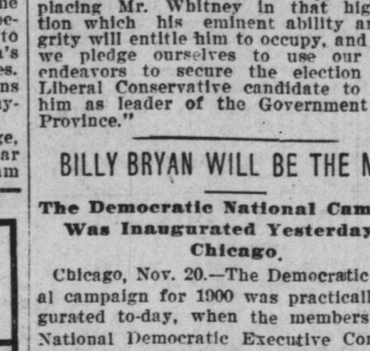 placing Mr. Whitney in that hig
tion which his eminent ability an
grity will entitle him to occupy, and
we pledge ourselves to use our
endeavors to secure the election
Liberal Conservative candidate to
him as leader of the Government
Province."
BILLY BRYAN WILL BE THE N
The Democratic National Cam
Was Inaugurated Yesterday
Chicago.
Chicago, Nov. 20.—The Democratic
al campaign for 1900 was practicall
gurated to-day, when the members
National Democratic Executive Com